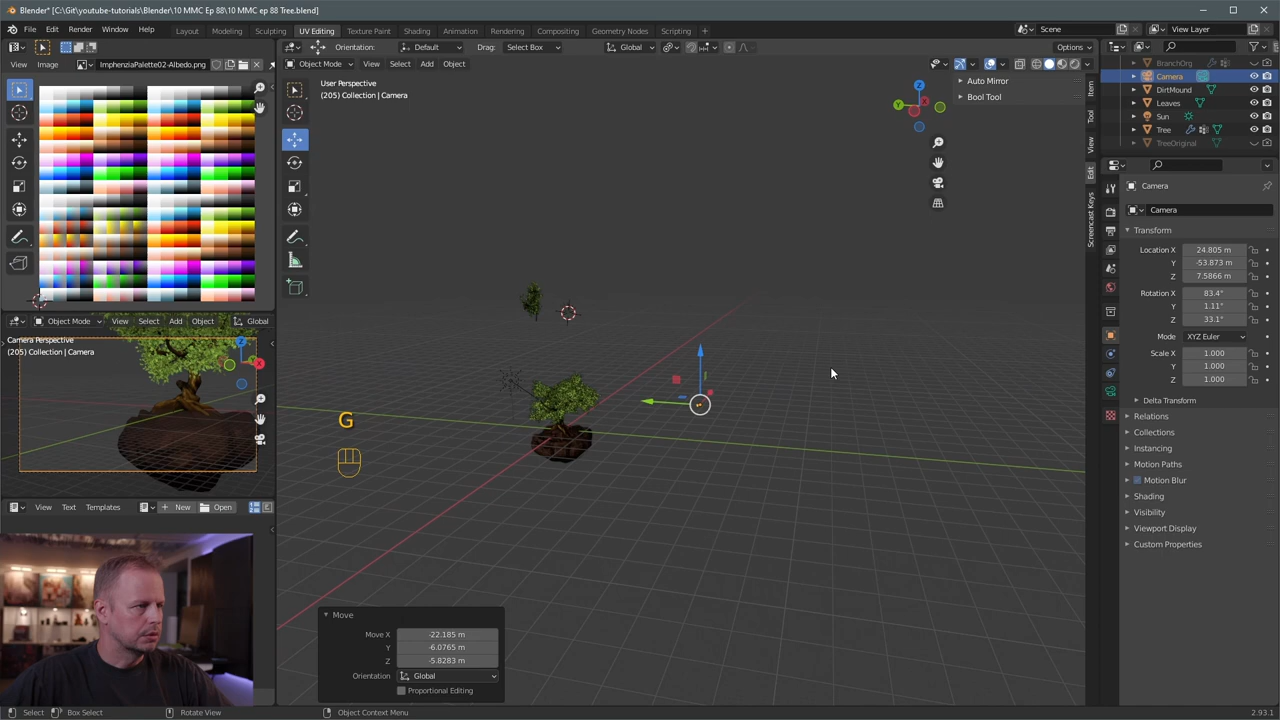 Blender* [C:\Git\youtube-tutorials\Blender\10 MMC Ep 88\10 MMC ep 88 Tree.blend]
File Edit Render Window Help Layout Modeling Sculpting UV Editing Texture Paint Shading Animation Rendering Compositing Geometry Nodes Scripting Scene View Layer
Orientation: Default Drag: Select Box Global Options
View Image ImphenziaPalette02-Albedo.png Object Mode View Select Add Object Global
User Perspective
(205) Collection | Camera
Auto Mirror
Bool Tool
Item
Tool
View
Edit
Screencast Keys
X
Y
Z
BranchOrg
Camera
DirtMound
Leaves
Sun
Tree
TreeOriginal
Camera
Camera
Transform
Location X 24.805 m
Y -53.873 m
Z 7.5866 m
Rotation X 83.4°
Y 1.11°
Z 33.1°
Mode XYZ Euler
Scale X 1.000
Y 1.000
Z 1.000
Delta Transform
Relations
Collections
Instancing
Motion Paths
Motion Blur
Shading
Visibility
Viewport Display
Custom Properties
Object Mode View Select Add Object Global
Camera Perspective
(205) Collection | Camera
G
View Text Templates New Open
Move
Move X -22.185 m
Y -6.0765 m
Z -5.8283 m
Orientation Global
Proportional Editing
Select Box Select Rotate View Object Context Menu 2.93.1